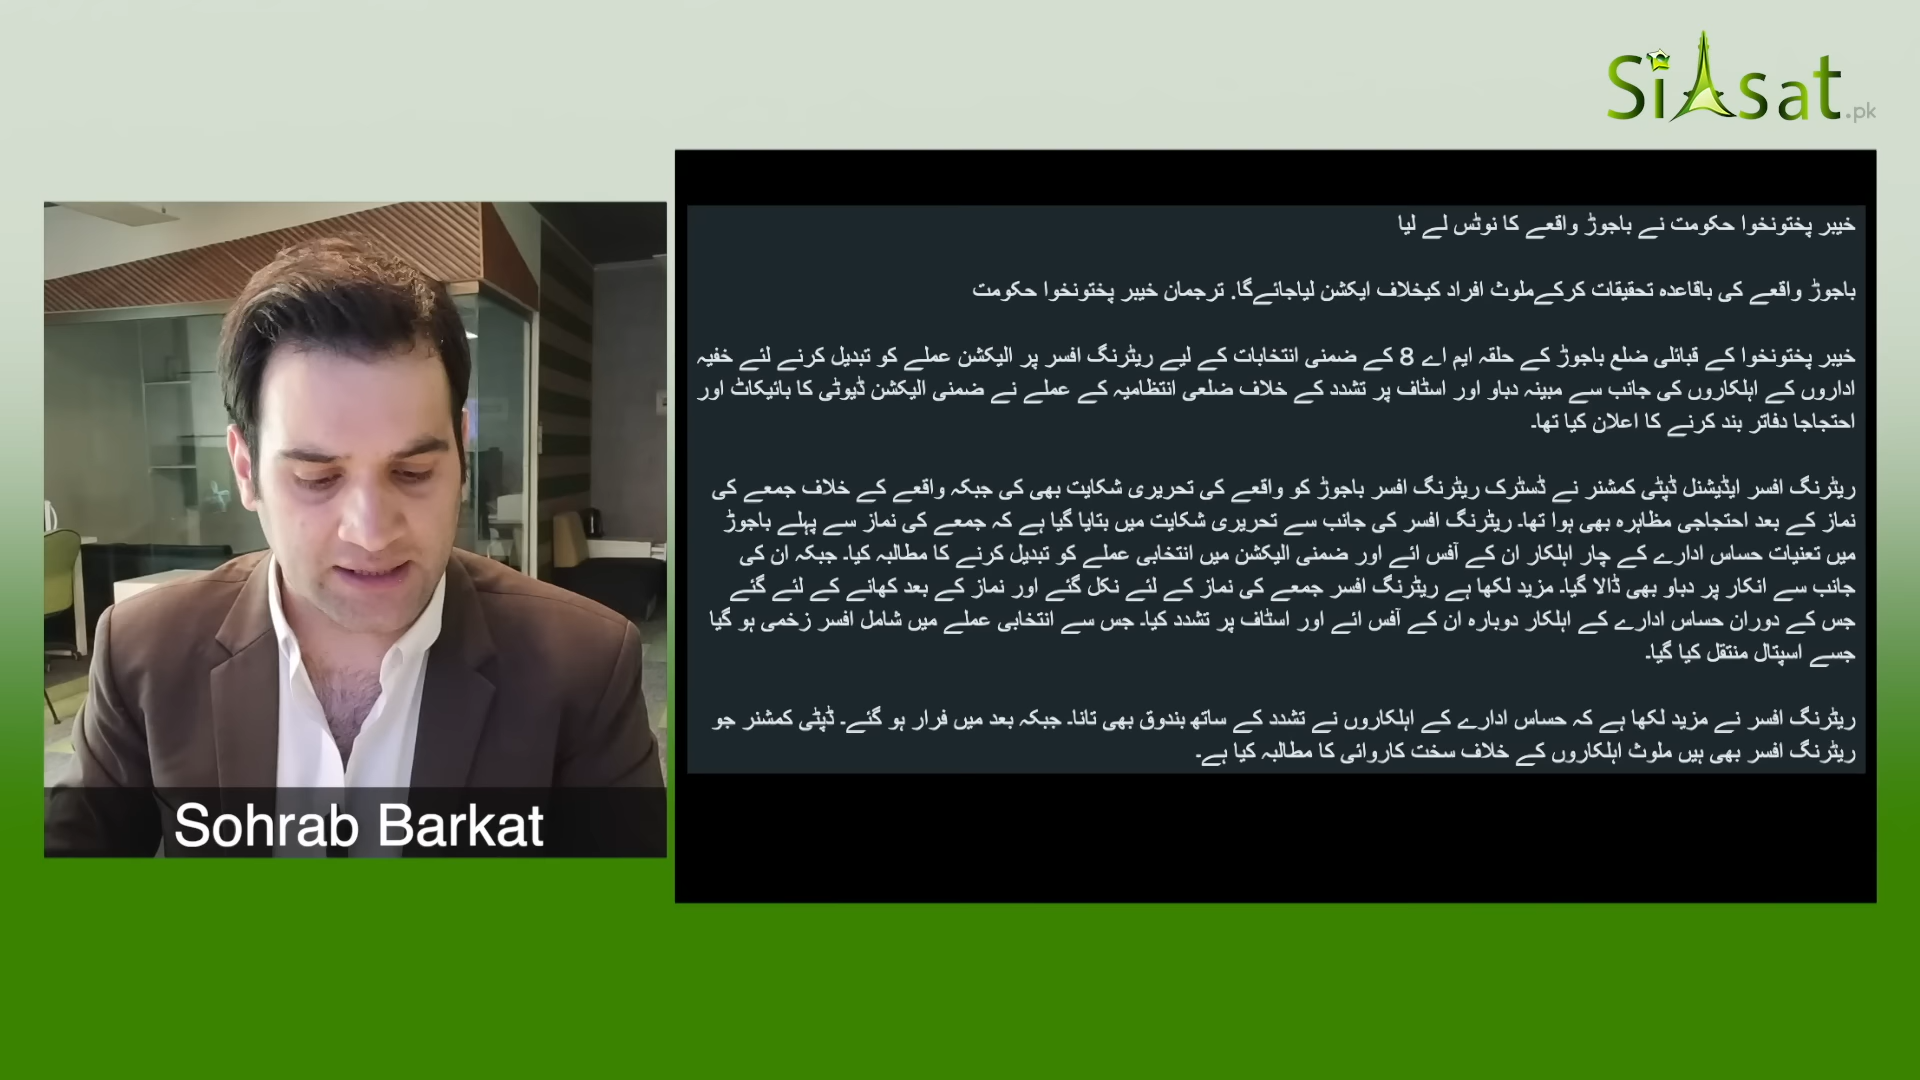 SiAsat.pk
خیبر پختونخوا حکومت نے باجوڑ واقعے کا نوٹس لے لیا
باجوڑ واقعے کی باقاعدہ تحقیقات کرکےملوث افراد کیخلاف ایکشن لیاجائےگا. ترجمان خیبر پختونخوا حکومت
خیبر پختونخوا کے قبائلی ضلع باجوڑ کے حلقہ ایم اے 8 کے ضمنی انتخابات کے لیے ریٹرنگ افسر پر الیکشن عملے کو تبدیل کرنے لئے خفیہ
اداروں کے اہلکاروں کی جانب سے مبینہ دباو اور اسٹاف پر تشدد کے خلاف ضلعی انتظامیہ کے عملے نے ضمنی الیکشن ڈیوٹی کا بائیکاٹ اور
احتجاجا دفاتر بند کرنے کا اعلان کیا تھا۔
ریٹرنگ افسر ایڈیشنل ڈپٹی کمشنر نے ڈسٹرک ریٹرنگ افسر باجوڑ کو واقعے کی تحریری شکایت بھی کی جبکہ واقعے کے خلاف جمعے کی
نماز کے بعد احتجاجی مظاہرہ بھی ہوا تھا۔ ریٹرنگ افسر کی جانب سے تحریری شکایت میں بتایا گیا ہے کہ جمعے کی نماز سے پہلے باجوڑ
میں تعنیات حساس ادارے کے چار اہلکار ان کے آفس ائے اور ضمنی الیکشن میں انتخابی عملے کو تبدیل کرنے کا مطالبہ کیا۔ جبکہ ان کی
جانب سے انکار پر دباو بھی ڈالا گیا۔ مزید لکھا ہے ریٹرنگ افسر جمعے کی نماز کے لئے نکل گئے اور نماز کے بعد کھانے کے لئے گئے
جس کے دوران حساس ادارے کے اہلکار دوبارہ ان کے آفس ائے اور اسٹاف پر تشدد کیا۔ جس سے انتخابی عملے میں شامل افسر زخمی ہو گیا
جسے اسپتال منتقل کیا گیا۔
ریٹرنگ افسر نے مزید لکھا ہے کہ حساس ادارے کے اہلکاروں نے تشدد کے ساتھ بندوق بھی تانا۔ جبکہ بعد میں فرار ہو گئے۔ ڈپٹی کمشنر جو
ریٹرنگ افسر بھی ہیں ملوث اہلکاروں کے خلاف سخت کاروائی کا مطالبہ کیا ہے۔
Sohrab Barkat